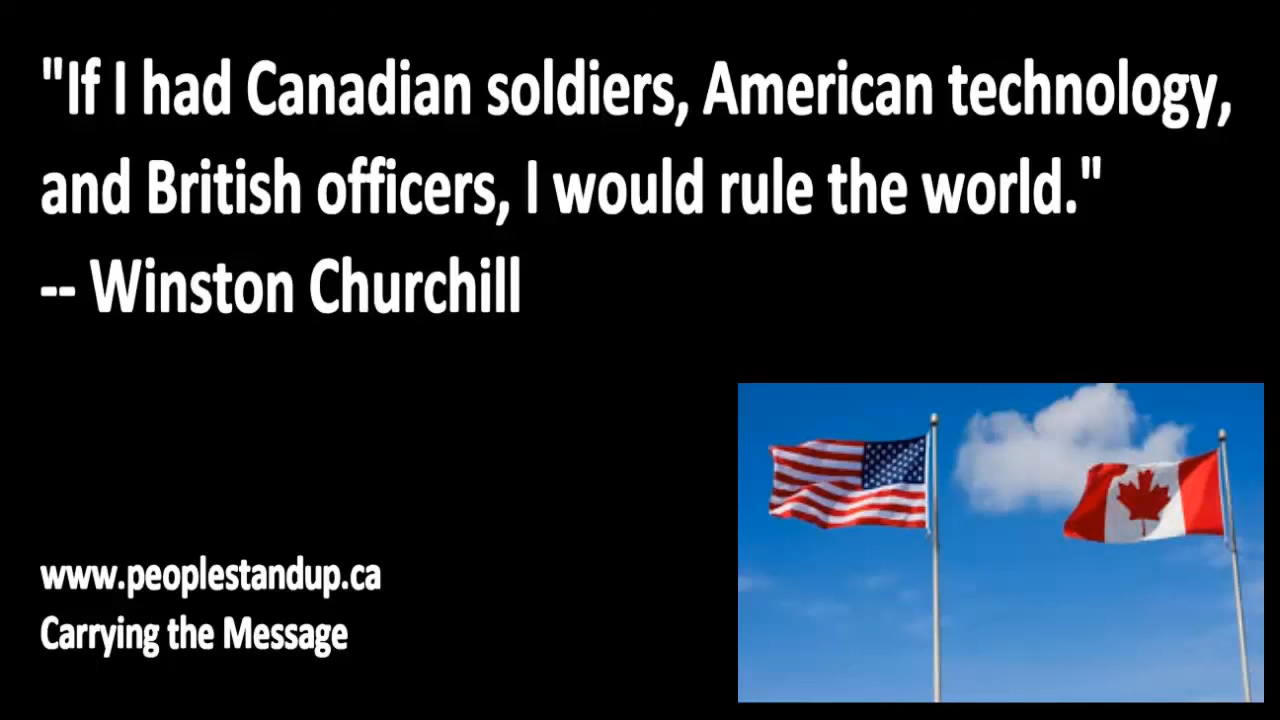 "If I had Canadian soldiers, American technology,
and British officers, I would rule the world."
-- Winston Churchill
www.peoplestandup.ca
Carrying the Message